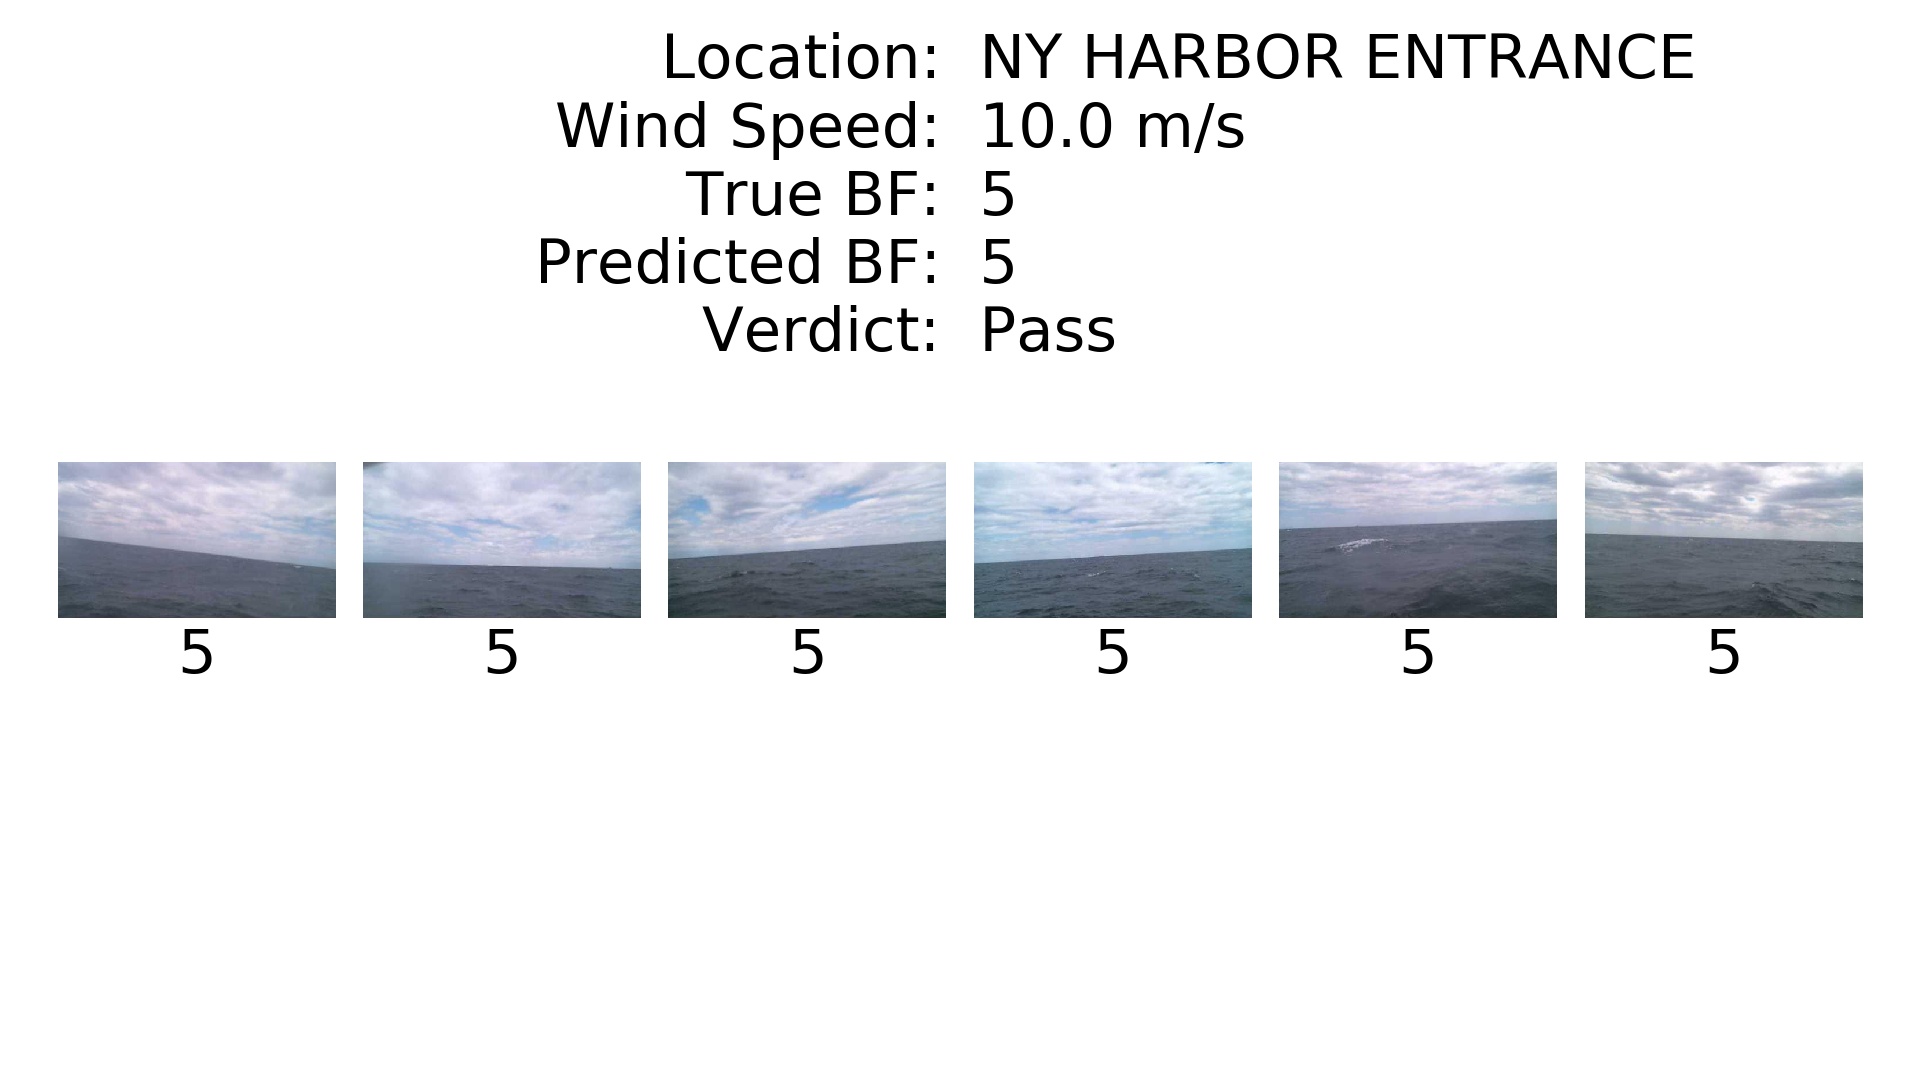 Location: NY HARBOR ENTRANCE
Wind Speed: 10.0 m/s
True BF: 5
Predicted BF: 5
Verdict: Pass
5 5 5 5 5 5